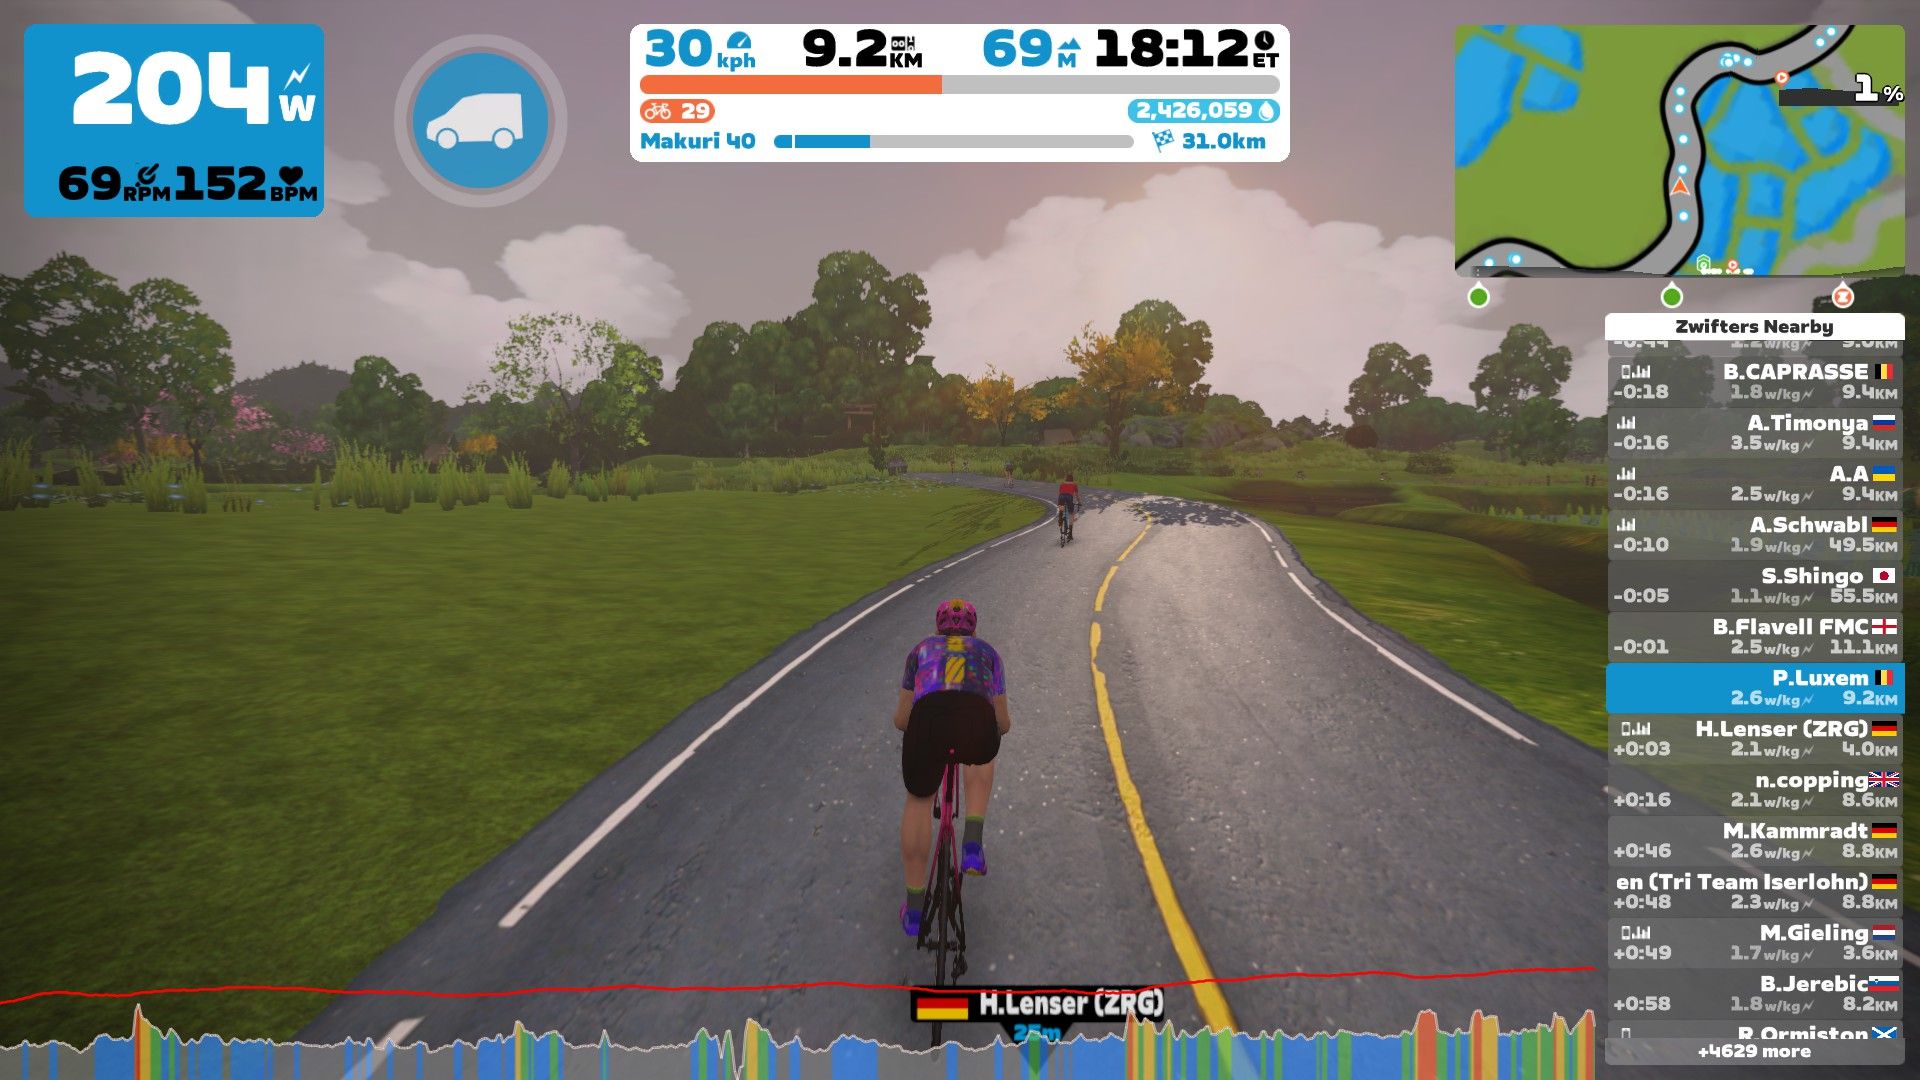 204 W
69 RPM 152 BPM
30 kph 9.2 KM 69 M 18:12 ET
29
2,426,059
Makuri 40
31.0km
1 %
Zwifters Nearby
B.CAPRASSE
-0:18 1.8 w/kg 9.4KM
A.Timonya
-0:16 3.5 w/kg 9.4KM
A.A
-0:16 2.5 w/kg 9.4KM
A.Schwabl
-0:10 1.9 w/kg 49.5KM
S.Shingo
-0:05 1.1 w/kg 55.5KM
B.Flavell FMC
-0:01 2.5 w/kg 11.1KM
P.Luxem
2.6 w/kg 9.2KM
H.Lenser (ZRG)
+0:03 2.1 w/kg 4.0KM
n.copping
+0:16 2.1 w/kg 8.6KM
M.Kammradt
+0:46 2.6 w/kg 8.8KM
en (Tri Team Iserlohn)
+0:48 2.3 w/kg 8.8KM
M.Gieling
+0:49 1.7 w/kg 3.6KM
B.Jerebic
+0:58 1.8 w/kg 8.2KM
R.Ormiston
+4629 more
H.Lenser (ZRG)
25m